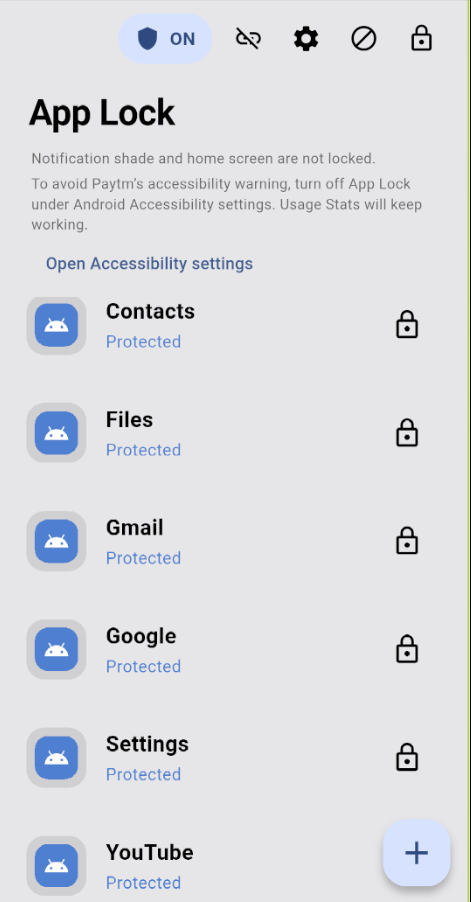 ON
App Lock
Notification shade and home screen are not locked.
To avoid Paytm's accessibility warning, turn off App Lock
under Android Accessibility settings. Usage Stats will keep
working.
Open Accessibility settings
Contacts
Protected
Files
Protected
Gmail
Protected
Google
Protected
Settings
Protected
YouTube
Protected